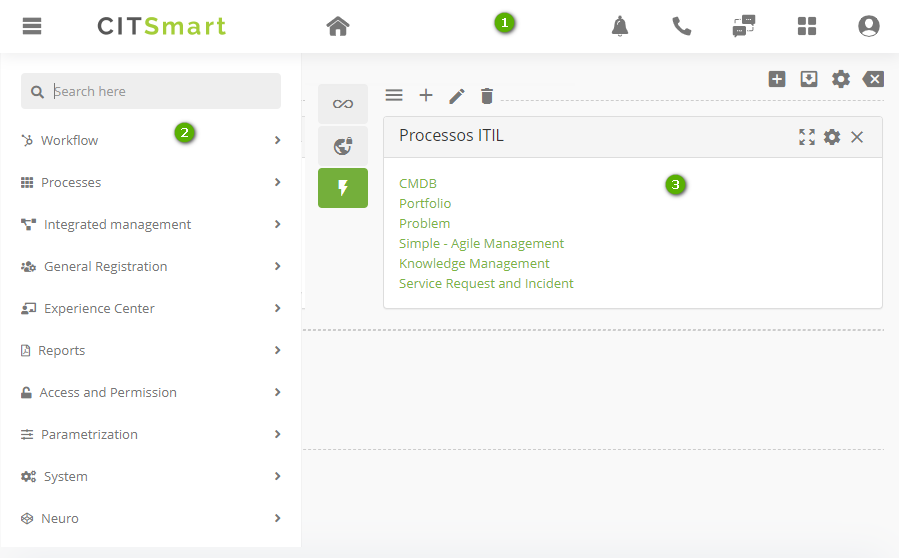 CITSmart
1
Search here
Workflow
2
Processes
Integrated management
General Registration
Experience Center
Reports
Access and Permission
Parametrization
System
Neuro
Processos ITIL
3
CMDB
Portfolio
Problem
Simple - Agile Management
Knowledge Management
Service Request and Incident